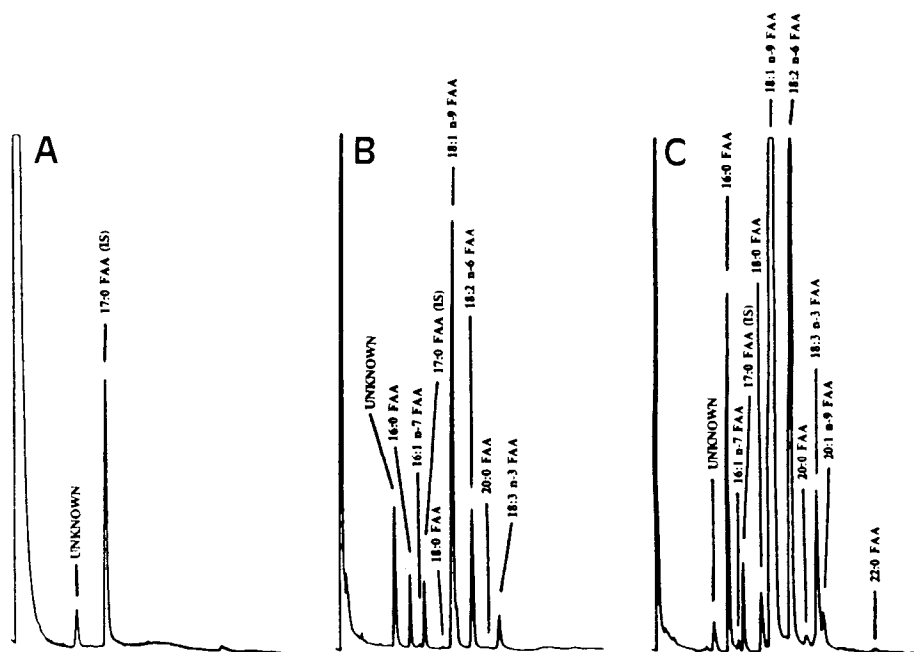 A
UNKNOWN
17:0 FAA (IS)
B
UNKNOWN
16:0 FAA
16:1 n-7 FAA
17:0 FAA (IS)
18:0 FAA
18:1 n-9 FAA
18:2 n-6 FAA
20:0 FAA
18:3 n-3 FAA
C
UNKNOWN
16:0 FAA
16:1 n-7 FAA
17:0 FAA (IS)
18:0 FAA
18:1 n-9 FAA
18:2 n-6 FAA
20:0 FAA
18:3 n-3 FAA
20:1 n-9 FAA
22:0 FAA